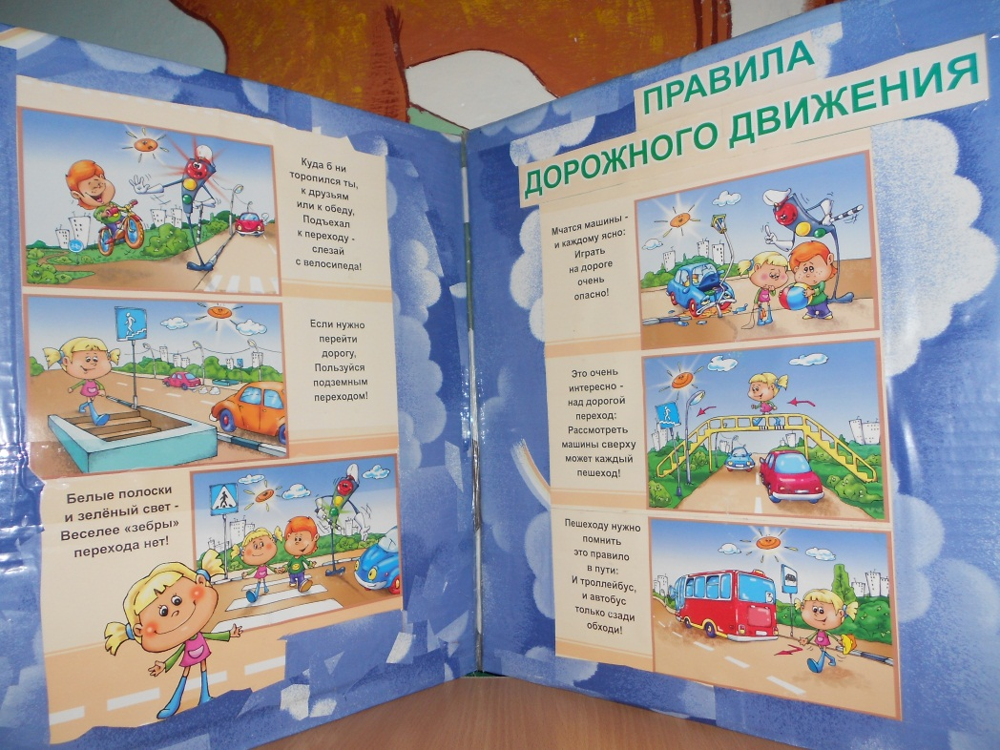 Куда б ни
торопился ты,
к друзьям
или к обеду,
Подъехал
к переходу -
слезай
с велосипеда!
Если нужно
перейти
дорогу,
Пользуйся
подземным
переходом!
Белые полоски
и зелёный свет -
Веселее «зебры»
перехода нет!
ПРАВИЛА
ДОРОЖНОГО ДВИЖЕНИЯ
Мчатся машины -
и каждому ясно:
Играть
на дороге
очень
опасно!
Это очень
интересно -
над дорогой
переход:
Рассмотреть
машины сверху
может каждый
пешеход!
Пешеходу нужно
помнить
это правило
в пути:
И троллейбус,
и автобус
только сзади
обходи!